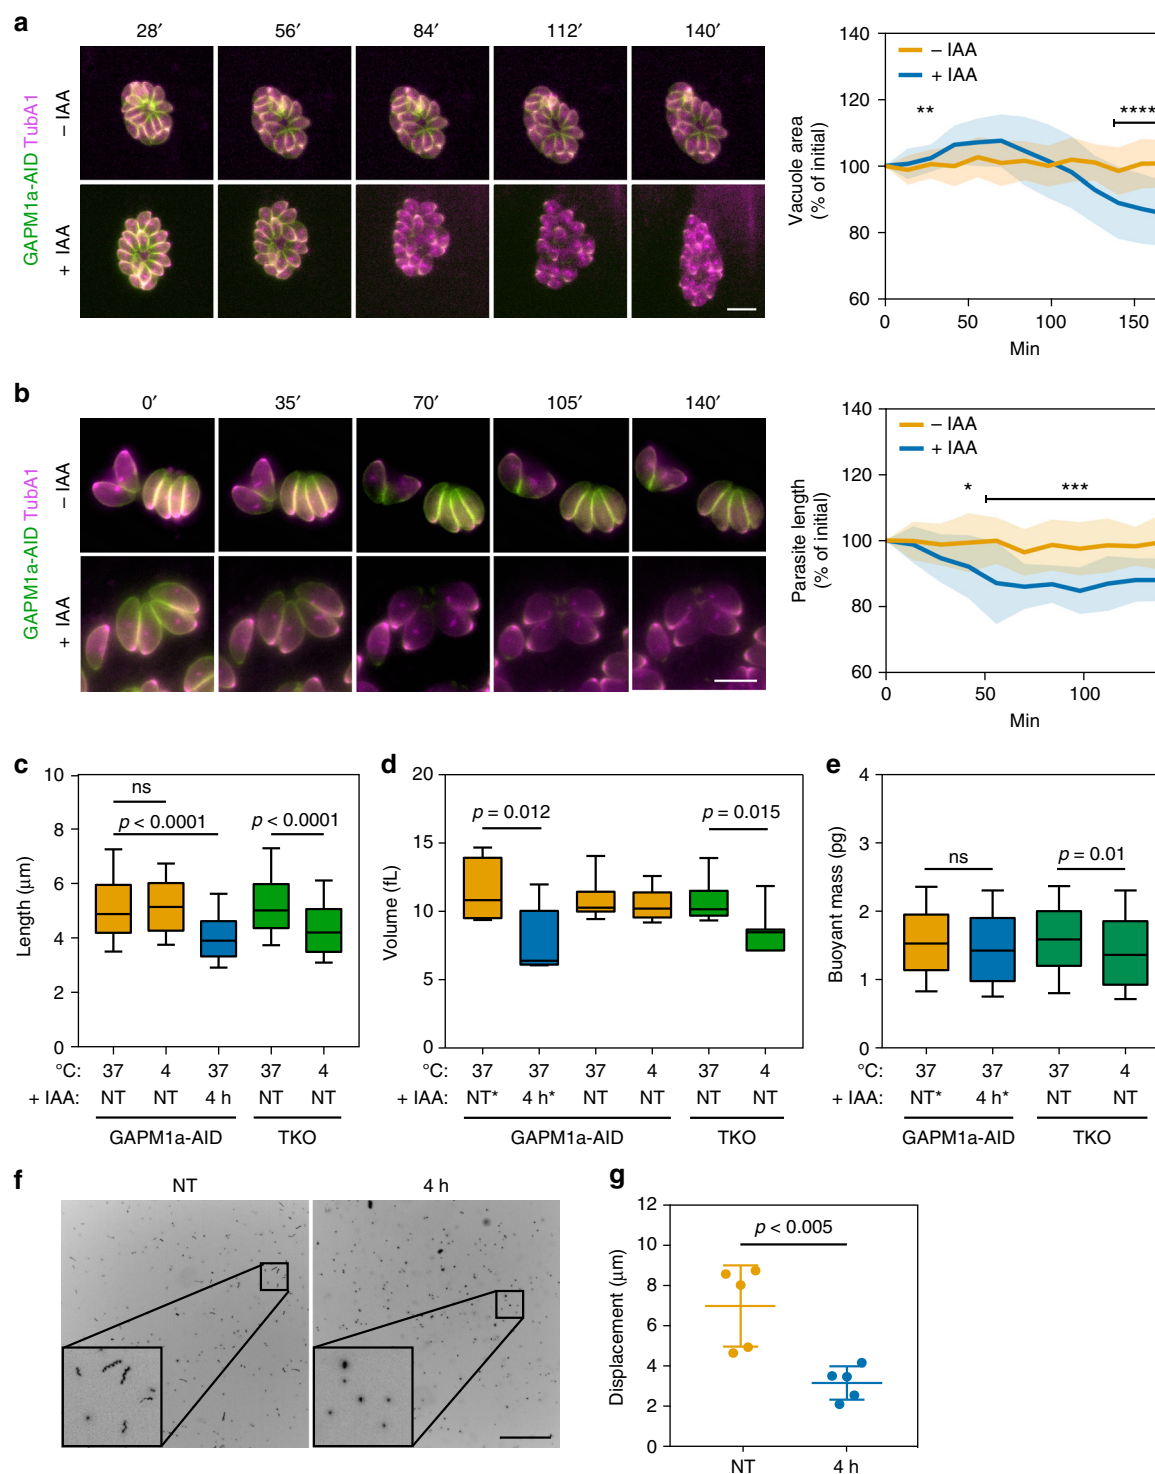 a
28′ 56′ 84′ 112′ 140′
GAPM1a-AID TubA1
– IAA
+ IAA
140
120
100
80
60
Vacuole area
(% of initial)
– IAA
+ IAA
** ****
0 50 100 150
Min
b
0′ 35′ 70′ 105′ 140′
GAPM1a-AID TubA1
– IAA
+ IAA
140
120
100
80
60
Parasite length
(% of initial)
– IAA
+ IAA
* ***
0 50 100
Min
c
10
8
6
4
2
0
Length (μm)
ns
p < 0.0001 p < 0.0001
°C: 37 4 37 37 4
+ IAA: NT NT 4 h NT NT
GAPM1a-AID TKO
d
20
15
10
5
0
Volume (fL)
p = 0.012 p = 0.015
37 37 37 4 37 4
NT* 4 h* NT NT NT NT
GAPM1a-AID TKO
e
4
3
2
1
0
Buoyant mass (pg)
ns p = 0.01
°C: 37 37 37 4
+ IAA: NT* 4 h* NT NT
GAPM1a-AID TKO
f
NT 4 h
g
12
10
8
6
4
2
0
Displacement (μm)
p < 0.005
NT 4 h